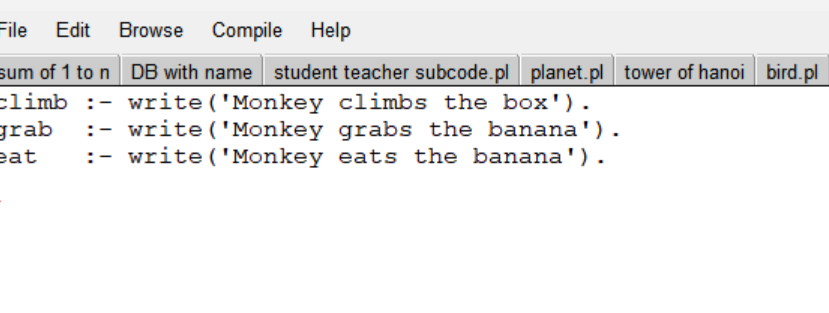 File Edit Browse Compile Help
sum of 1 to n DB with name student teacher subcode.pl planet.pl tower of hanoi bird.pl
climb :- write('Monkey climbs the box').
grab :- write('Monkey grabs the banana').
eat :- write('Monkey eats the banana').